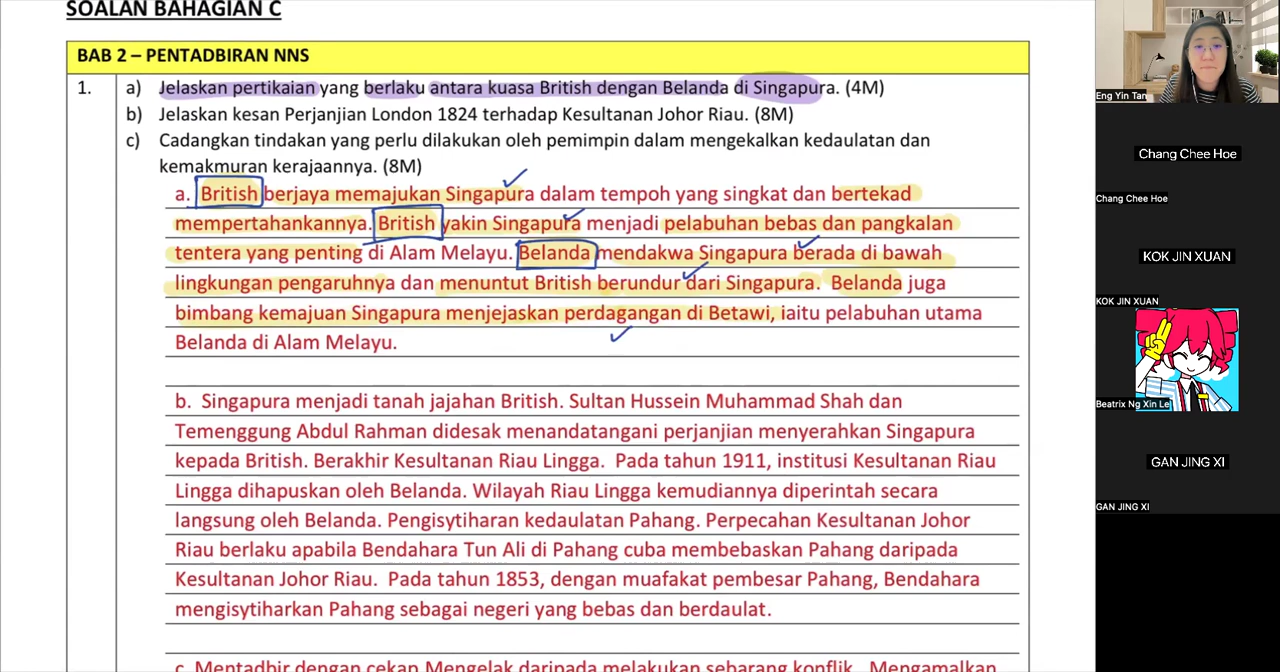 SOALAN BAHAGIAN C
BAB 2 – PENTADBIRAN NNS
1. a) Jelaskan pertikaian yang berlaku antara kuasa British dengan Belanda di Singapura. (4M)
b) Jelaskan kesan Perjanjian London 1824 terhadap Kesultanan Johor Riau. (8M)
c) Cadangkan tindakan yang perlu dilakukan oleh pemimpin dalam mengekalkan kedaulatan dan
kemakmuran kerajaannya. (8M)
a. British berjaya memajukan Singapura dalam tempoh yang singkat dan bertekad
mempertahankannya. British yakin Singapura menjadi pelabuhan bebas dan pangkalan
tentera yang penting di Alam Melayu. Belanda mendakwa Singapura berada di bawah
lingkungan pengaruhnya dan menuntut British berundur dari Singapura. Belanda juga
bimbang kemajuan Singapura menjejaskan perdagangan di Betawi, iaitu pelabuhan utama
Belanda di Alam Melayu.
b. Singapura menjadi tanah jajahan British. Sultan Hussein Muhammad Shah dan
Temenggung Abdul Rahman didesak menandatangani perjanjian menyerahkan Singapura
kepada British. Berakhir Kesultanan Riau Lingga. Pada tahun 1911, institusi Kesultanan Riau
Lingga dihapuskan oleh Belanda. Wilayah Riau Lingga kemudiannya diperintah secara
langsung oleh Belanda. Pengisytiharan kedaulatan Pahang. Perpecahan Kesultanan Johor
Riau berlaku apabila Bendahara Tun Ali di Pahang cuba membebaskan Pahang daripada
Kesultanan Johor Riau. Pada tahun 1853, dengan muafakat pembesar Pahang, Bendahara
mengisytiharkan Pahang sebagai negeri yang bebas dan berdaulat.
c. Mentadbir dengan cekap Mengelak daripada melakukan sebarang konflik. Mengamalkan
Eng Yin Tan
Chang Chee Hoe
Chang Chee Hoe
KOK JIN XUAN
KOK JIN XUAN
Beatrix Ng Xin Le
GAN JING XI
GAN JING XI